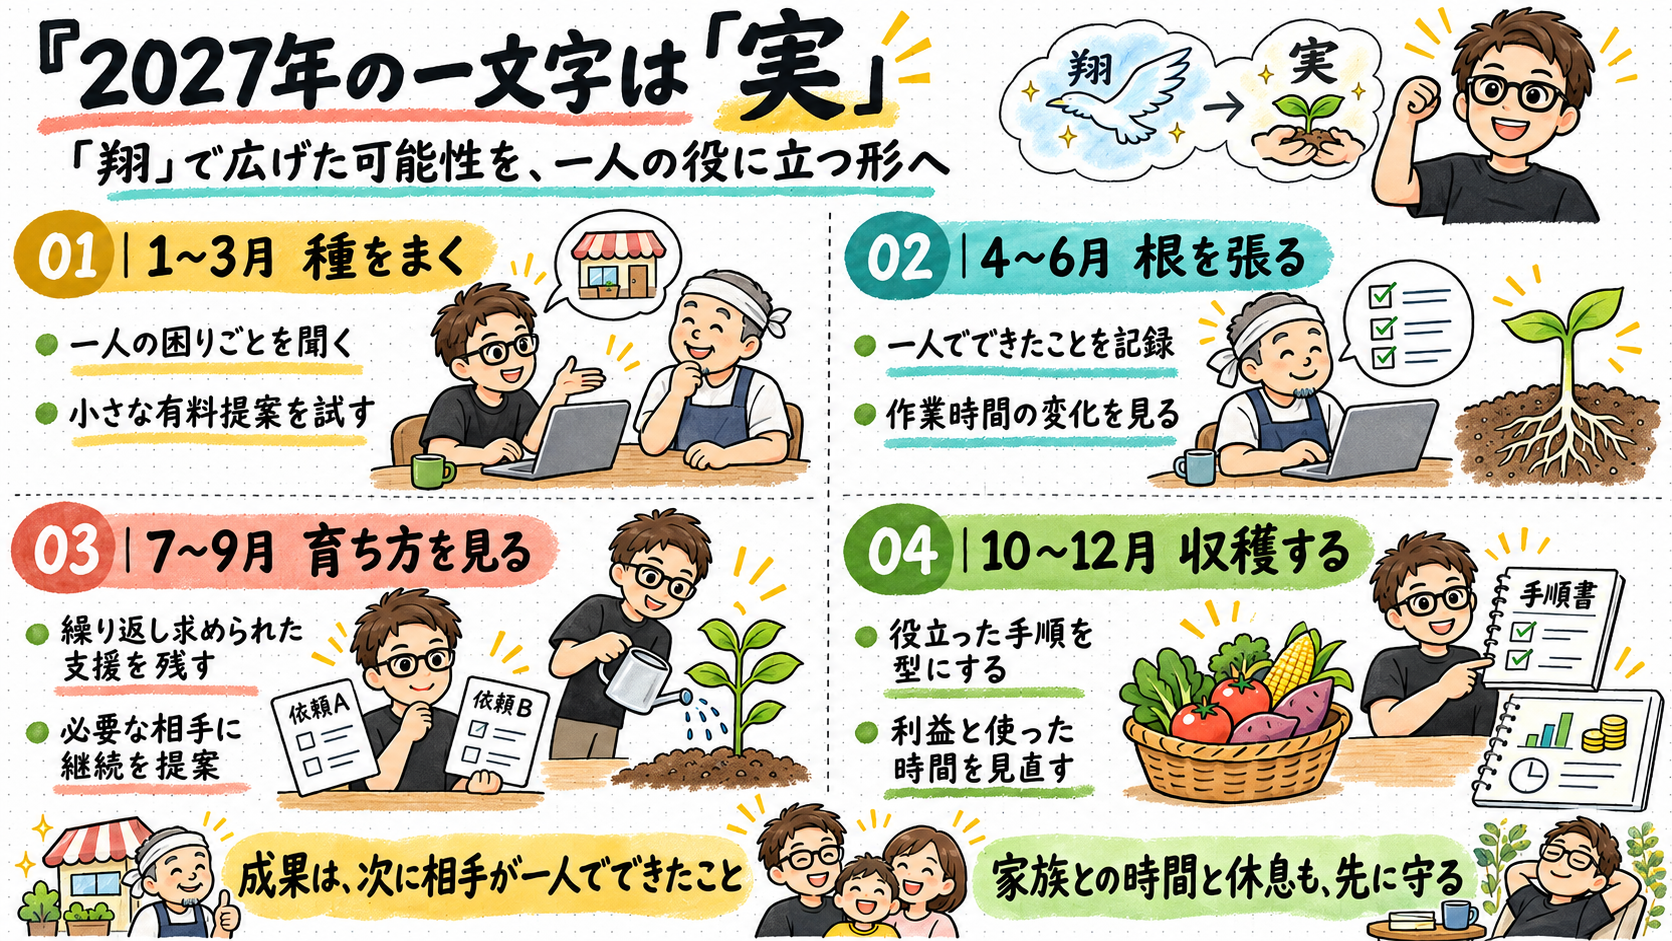 『2027年の一文字は「実」
「翔」で広げた可能性を、一人の役に立つ形へ
翔
実
01 | 1〜3月 種をまく
一人の困りごとを聞く
小さな有料提案を試す
02 | 4〜6月 根を張る
一人でできたことを記録
作業時間の変化を見る
03 | 7〜9月 育ち方を見る
繰り返し求められた
支援を残す
必要な相手に
継続を提案
依頼A
依頼B
04 | 10〜12月 収穫する
役立った手順を
型にする
利益と使った
時間を見直す
手順書
成果は、次に相手が一人でできたこと
家族との時間と休息も、先に守る